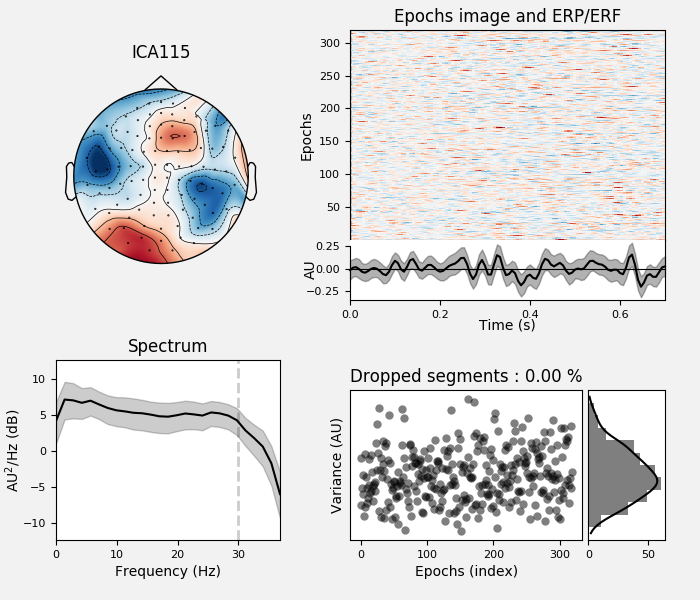 ICA115
Epochs image and ERP/ERF
Epochs
300
250
200
150
100
50
AU
0.25
0.00
−0.25
0.0 0.2 0.4 0.6
Time (s)
Spectrum
AU²/Hz (dB)
10
5
0
−5
−10
0 10 20 30
Frequency (Hz)
Dropped segments : 0.00 %
Variance (AU)
0 100 200 300
Epochs (index)
0 50